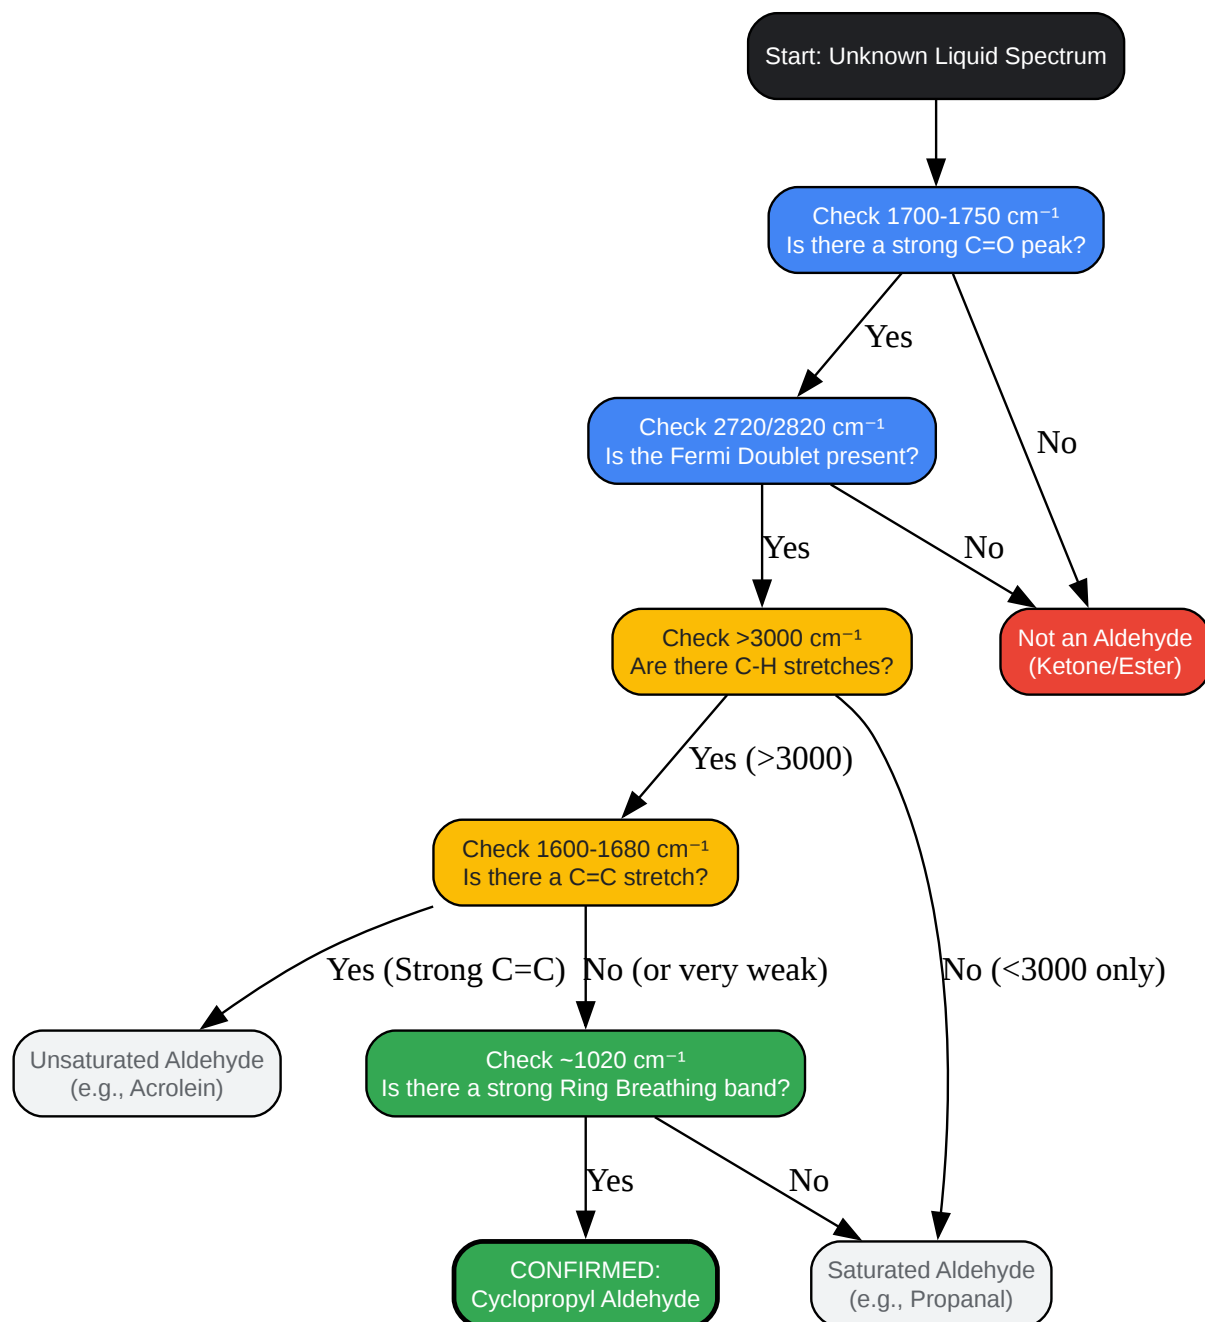 Start: Unknown Liquid Spectrum
Check 1700-1750 cm⁻¹
Is there a strong C=O peak?
Yes
No
Check 2720/2820 cm⁻¹
Is the Fermi Doublet present?
Yes
No
Check >3000 cm⁻¹
Are there C-H stretches?
Not an Aldehyde
(Ketone/Ester)
Yes (>3000)
No (<3000 only)
Check 1600-1680 cm⁻¹
Is there a C=C stretch?
Yes (Strong C=C)
No (or very weak)
Unsaturated Aldehyde
(e.g., Acrolein)
Check ~1020 cm⁻¹
Is there a strong Ring Breathing band?
Yes
No
CONFIRMED:
Cyclopropyl Aldehyde
Saturated Aldehyde
(e.g., Propanal)